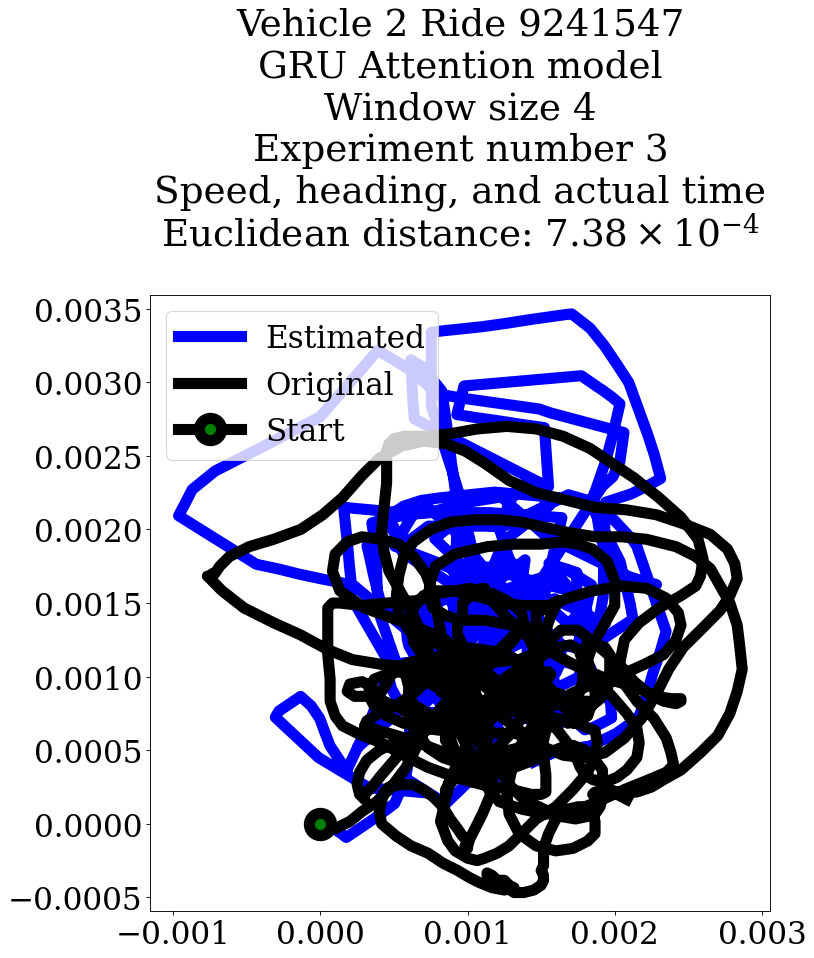 Vehicle 2 Ride 9241547
GRU Attention model
Window size 4
Experiment number 3
Speed, heading, and actual time
Euclidean distance: 7.38 × 10⁻⁴
0.0035
Estimated
0.0030
Original
Start
0.0025
0.0020
0.0015
0.0010
0.0005
0.0000
−0.0005
−0.001 0.000 0.001 0.002 0.003